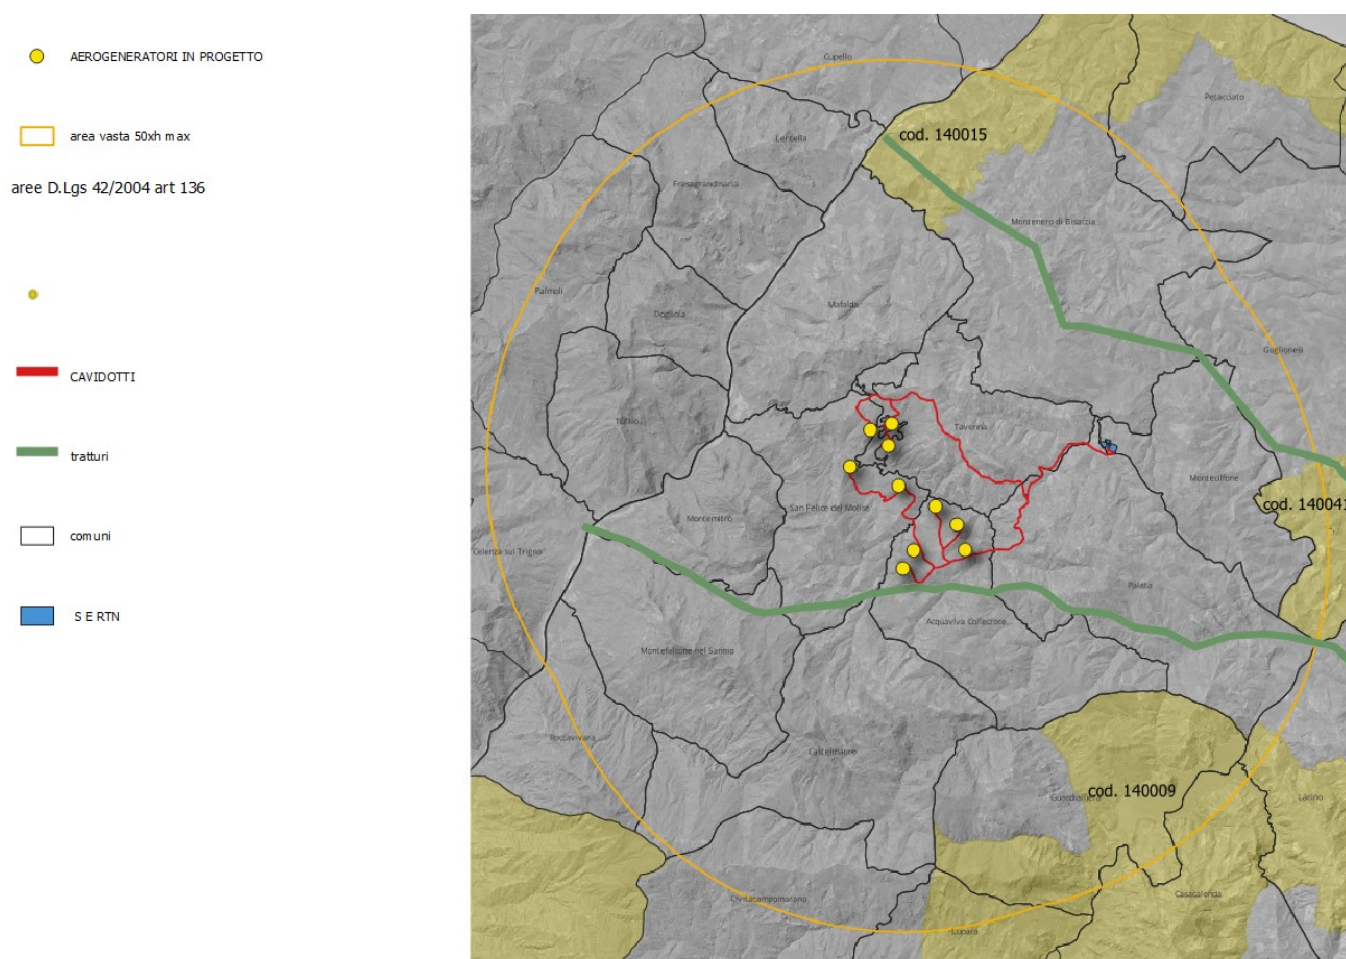 AEROGENERATORI IN PROGETTO
area vasta 50xh max
aree D.Lgs 42/2004 art 136
CAVIDOTTI
tratturi
comuni
S E RTN
Cupello
Petacciato
cod. 140015
Lentella
Fresagrandinaria
Montenero di Bisaccia
Palmoli
Mafalda
Dogliola
Guglionesi
Tufillo
Tavenna
Montecilfone
cod. 140041
San Felice del Molise
Montemitro
Celenza sul Trigno
Palata
Acquaviva Collecroce
Montefalcone nel Sannio
Roccavivara
Castelmauro
Guardialfiera
cod. 140009
Larino
Civitacampomarano
Casacalenda
Lupara